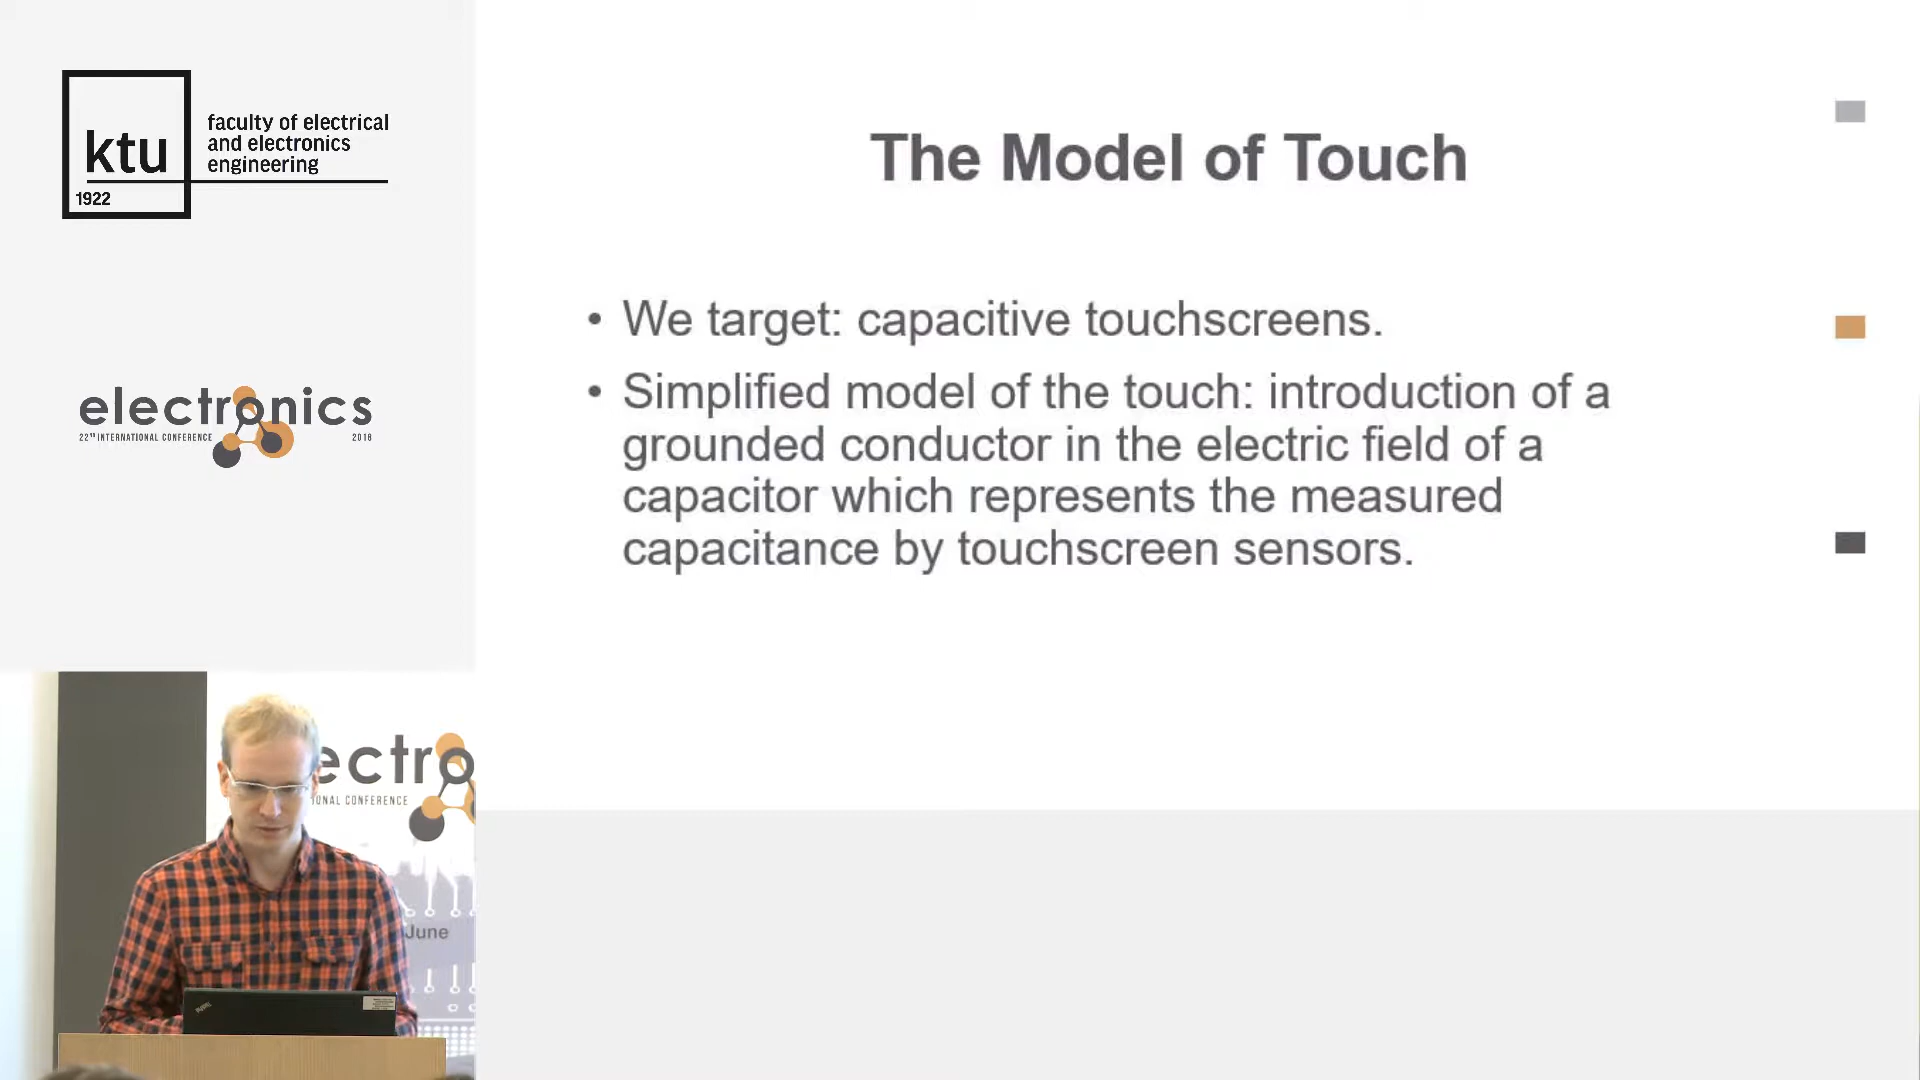 ktu
1922
faculty of electrical
and electronics
engineering
electronics
22ND INTERNATIONAL CONFERENCE 2018
The Model of Touch
• We target: capacitive touchscreens.
• Simplified model of the touch: introduction of a
grounded conductor in the electric field of a
capacitor which represents the measured
capacitance by touchscreen sensors.
ectro
IONAL CONFERENCE
June